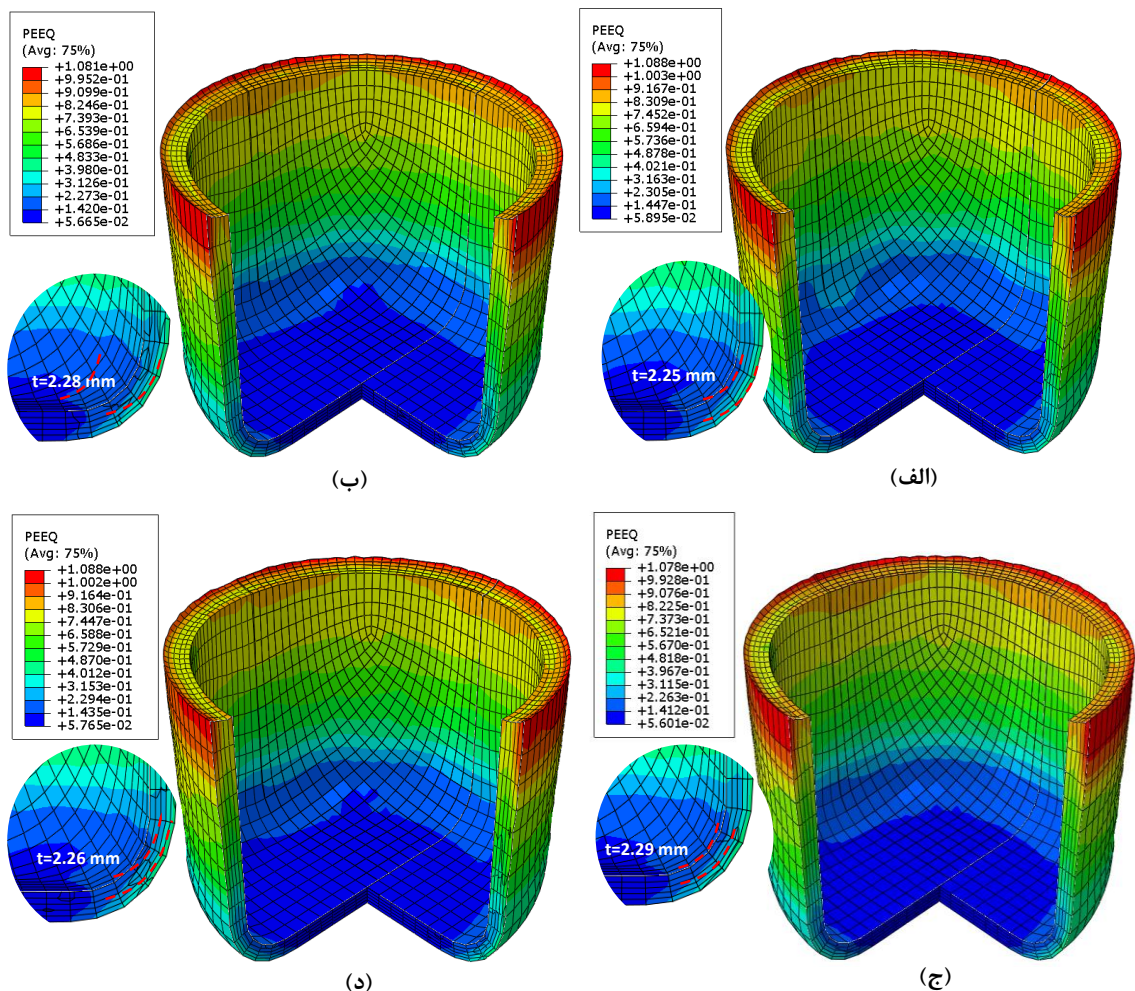 PEEQ
(Avg: 75%)
+1.081e+00
+9.952e-01
+9.099e-01
+8.246e-01
+7.393e-01
+6.539e-01
+5.686e-01
+4.833e-01
+3.980e-01
+3.126e-01
+2.273e-01
+1.420e-01
+5.665e-02
t=2.28 mm
(ب)
PEEQ
(Avg: 75%)
+1.088e+00
+1.003e+00
+9.167e-01
+8.309e-01
+7.452e-01
+6.594e-01
+5.736e-01
+4.878e-01
+4.021e-01
+3.163e-01
+2.305e-01
+1.447e-01
+5.895e-02
t=2.25 mm
(الف)
PEEQ
(Avg: 75%)
+1.088e+00
+1.002e+00
+9.164e-01
+8.306e-01
+7.447e-01
+6.588e-01
+5.729e-01
+4.870e-01
+4.012e-01
+3.153e-01
+2.294e-01
+1.435e-01
+5.765e-02
t=2.26 mm
(د)
PEEQ
(Avg: 75%)
+1.078e+00
+9.928e-01
+9.076e-01
+8.225e-01
+7.373e-01
+6.521e-01
+5.670e-01
+4.818e-01
+3.967e-01
+3.115e-01
+2.263e-01
+1.412e-01
+5.601e-02
t=2.29 mm
(ج)